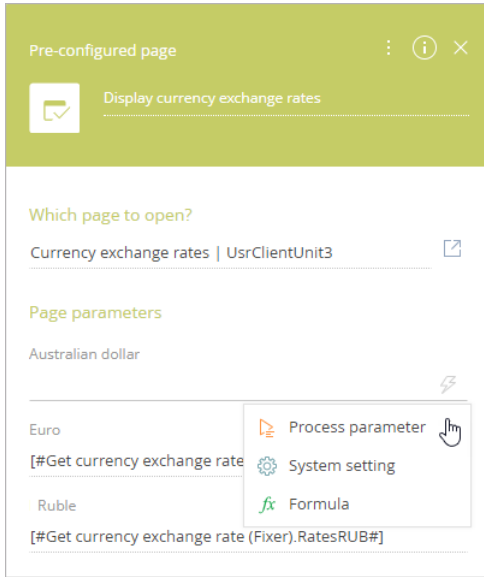 Pre-configured page
Display currency exchange rates
Which page to open?
Currency exchange rates | UsrClientUnit3
Page parameters
Australian dollar
Process parameter
Euro
[#Get currency exchange rate
System setting
Ruble
fx Formula
[#Get currency exchange rate (Fixer).RatesRUB#]